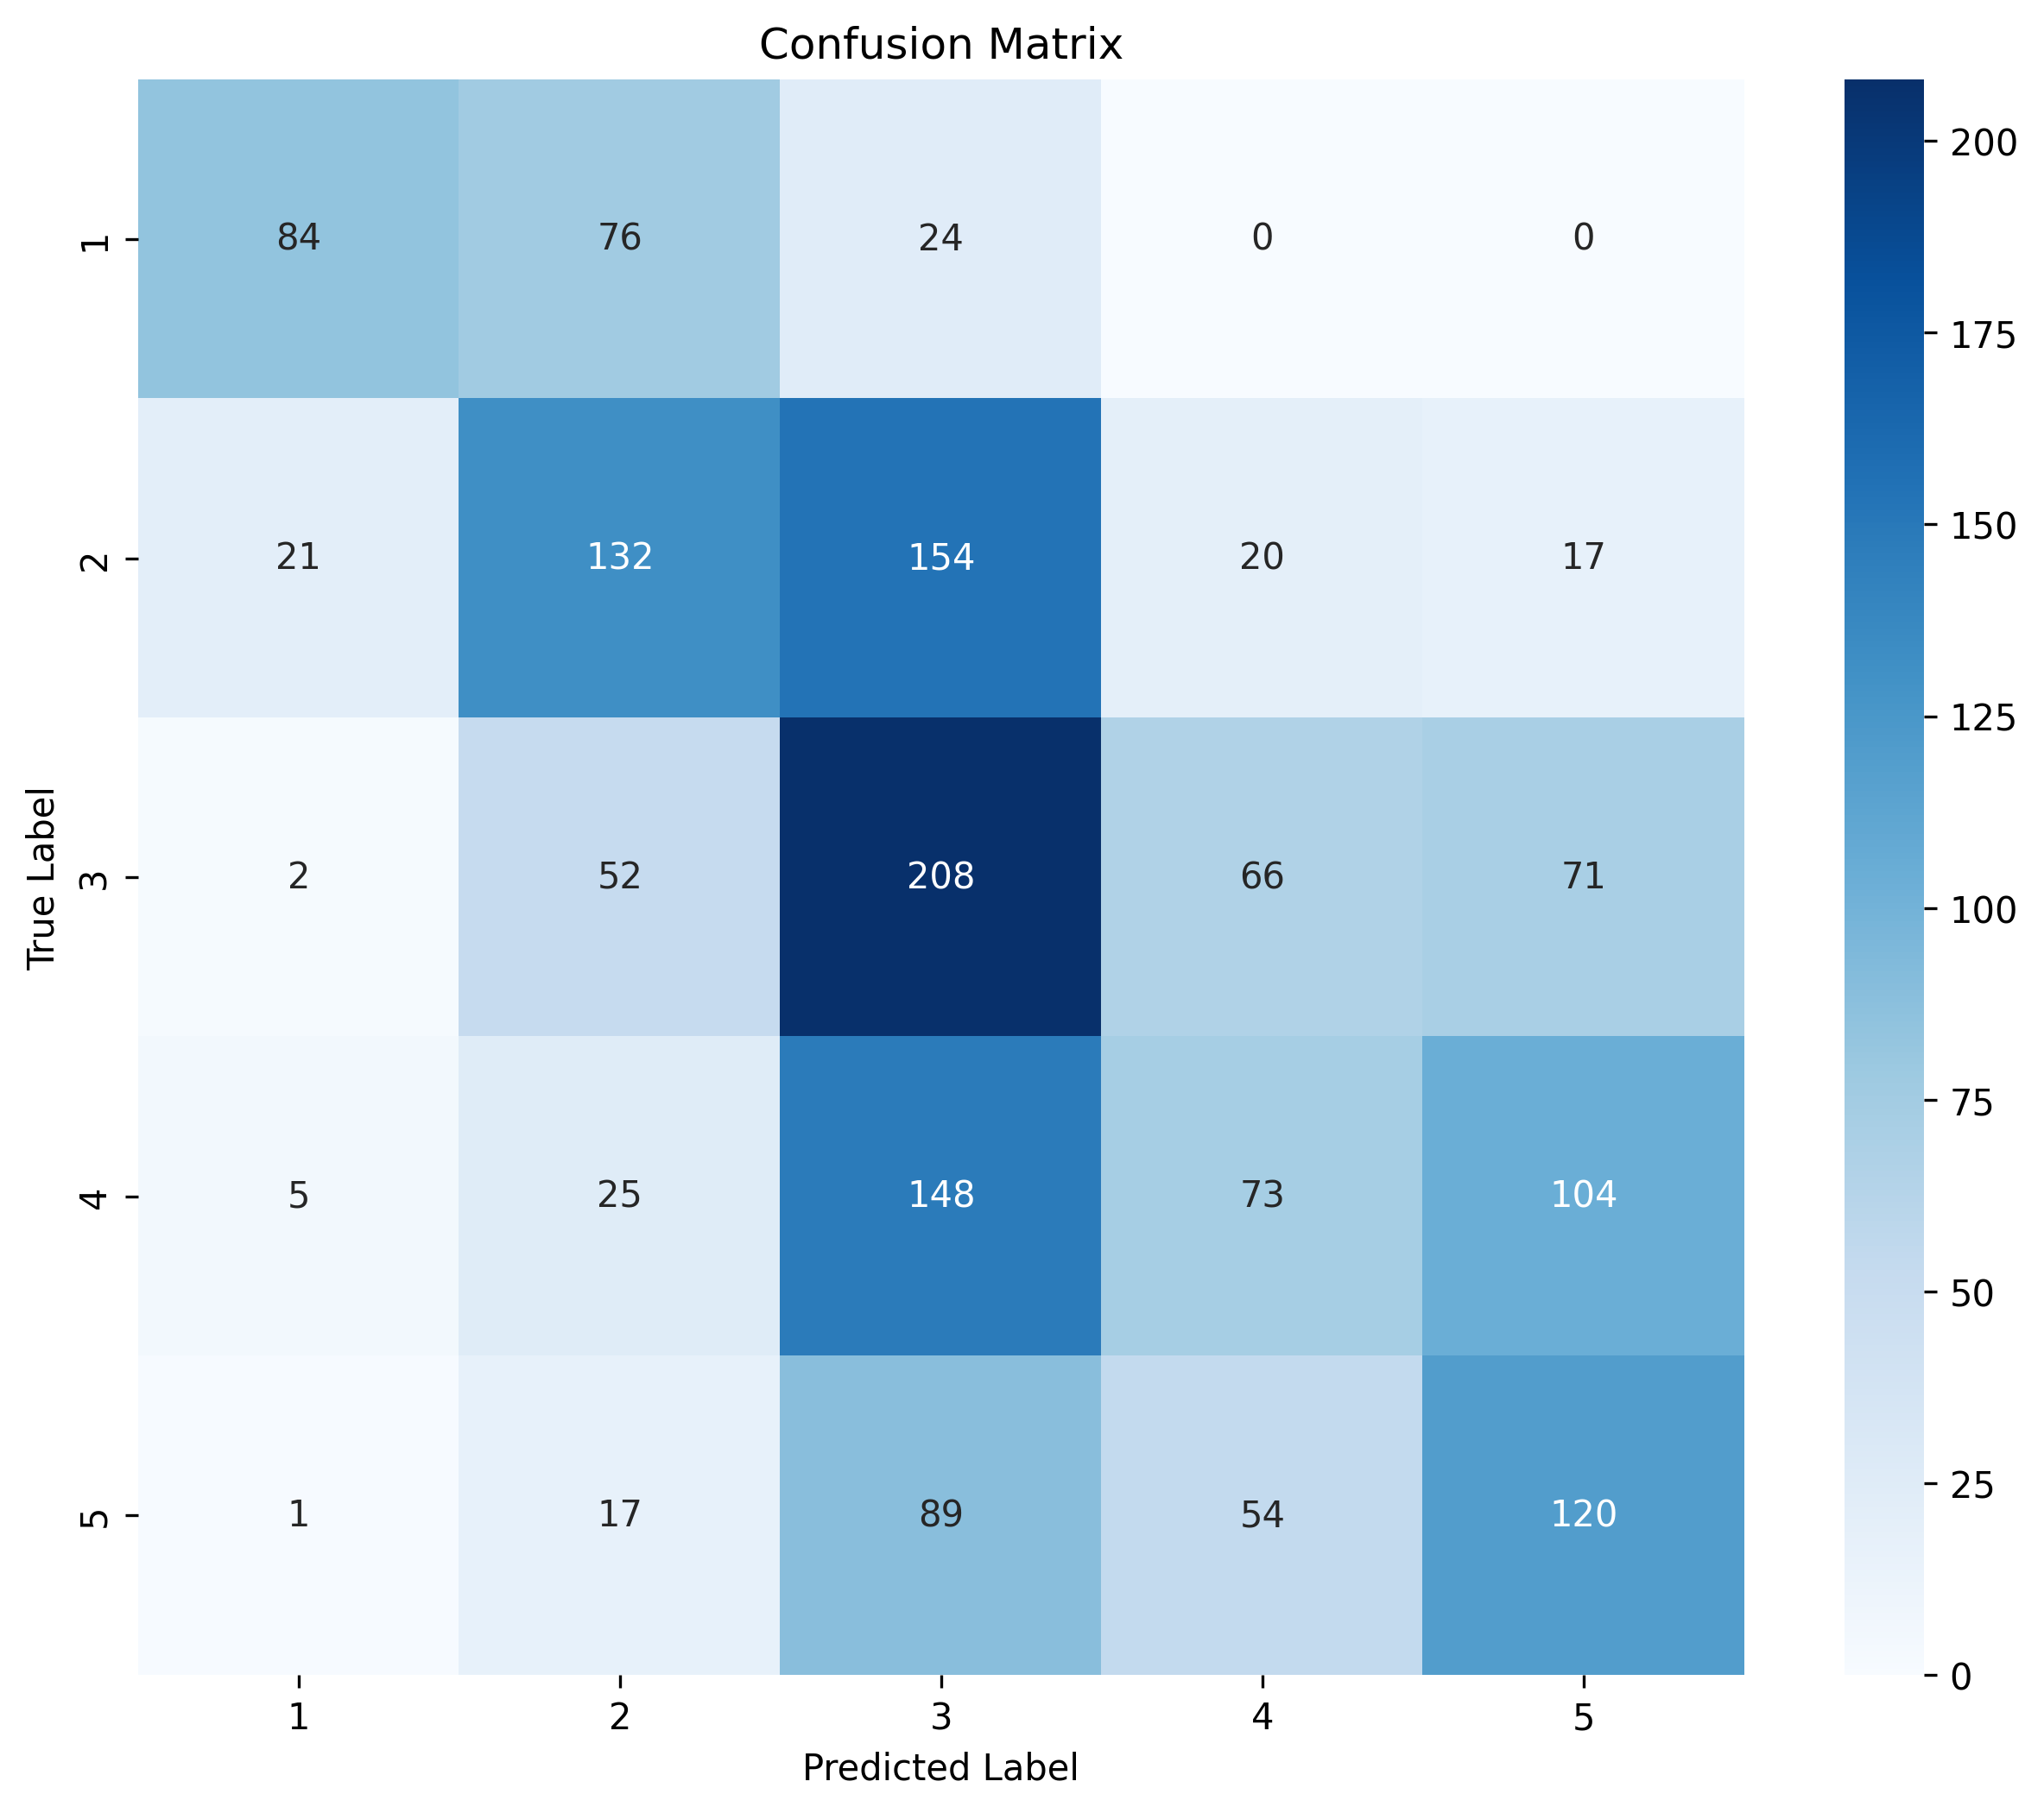 Confusion Matrix
True Label
1 84 76 24 0 0
2 21 132 154 20 17
3 2 52 208 66 71
4 5 25 148 73 104
5 1 17 89 54 120
1 2 3 4 5
Predicted Label
200
175
150
125
100
75
50
25
0